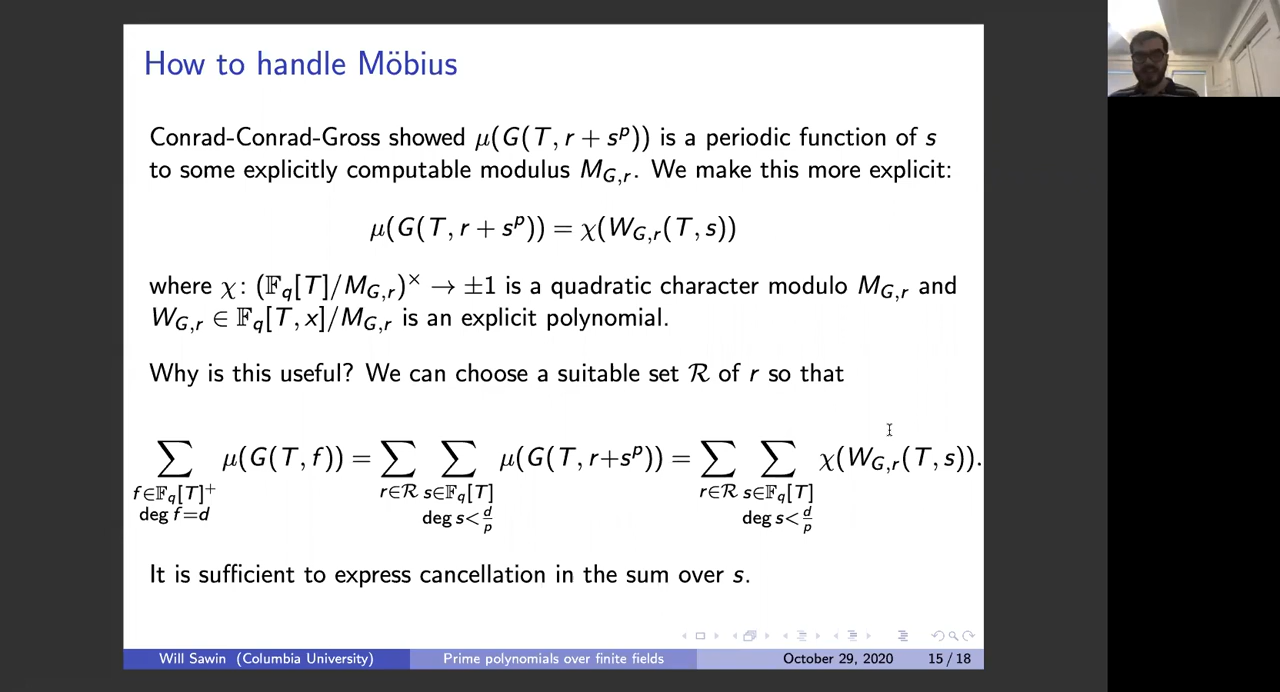 How to handle Möbius
Conrad-Conrad-Gross showed μ(G(T, r + s^p)) is a periodic function of s
to some explicitly computable modulus M_{G,r}. We make this more explicit:
μ(G(T, r + s^p)) = χ(W_{G,r}(T, s))
where χ: (𝔽_q[T]/M_{G,r})^× → ±1 is a quadratic character modulo M_{G,r} and
W_{G,r} ∈ 𝔽_q[T, x]/M_{G,r} is an explicit polynomial.
Why is this useful? We can choose a suitable set ℛ of r so that
∑_{f∈𝔽_q[T]^+, deg f=d} μ(G(T, f)) = ∑_{r∈ℛ} ∑_{s∈𝔽_q[T], deg s<d/p} μ(G(T, r+s^p)) = ∑_{r∈ℛ} ∑_{s∈𝔽_q[T], deg s<d/p} χ(W_{G,r}(T, s)).
It is sufficient to express cancellation in the sum over s.
Will Sawin (Columbia University) Prime polynomials over finite fields October 29, 2020 15 / 18